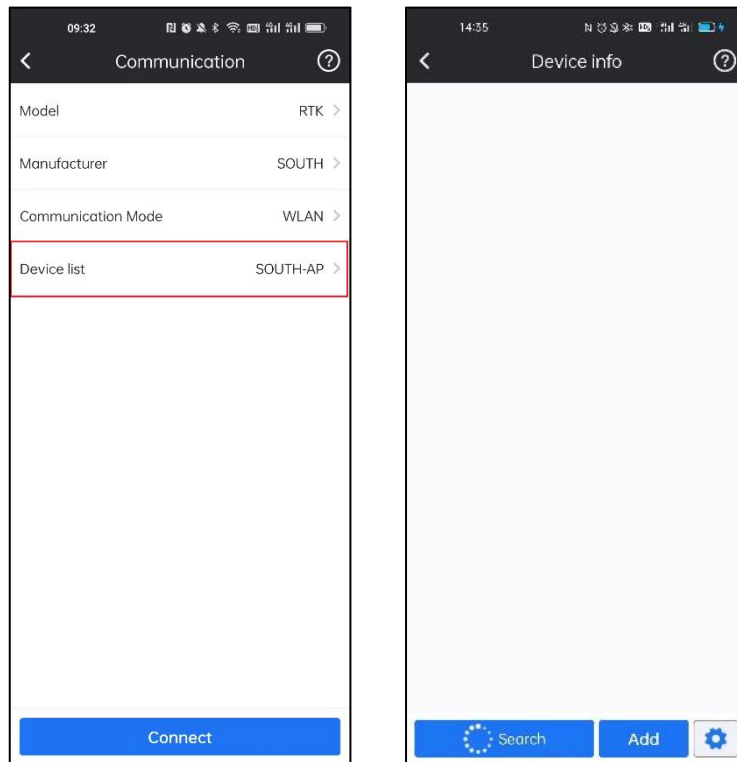 09:32
Communication
Model RTK
Manufacturer SOUTH
Communication Mode WLAN
Device list SOUTH-AP
Connect
14:35
Device info
Search Add